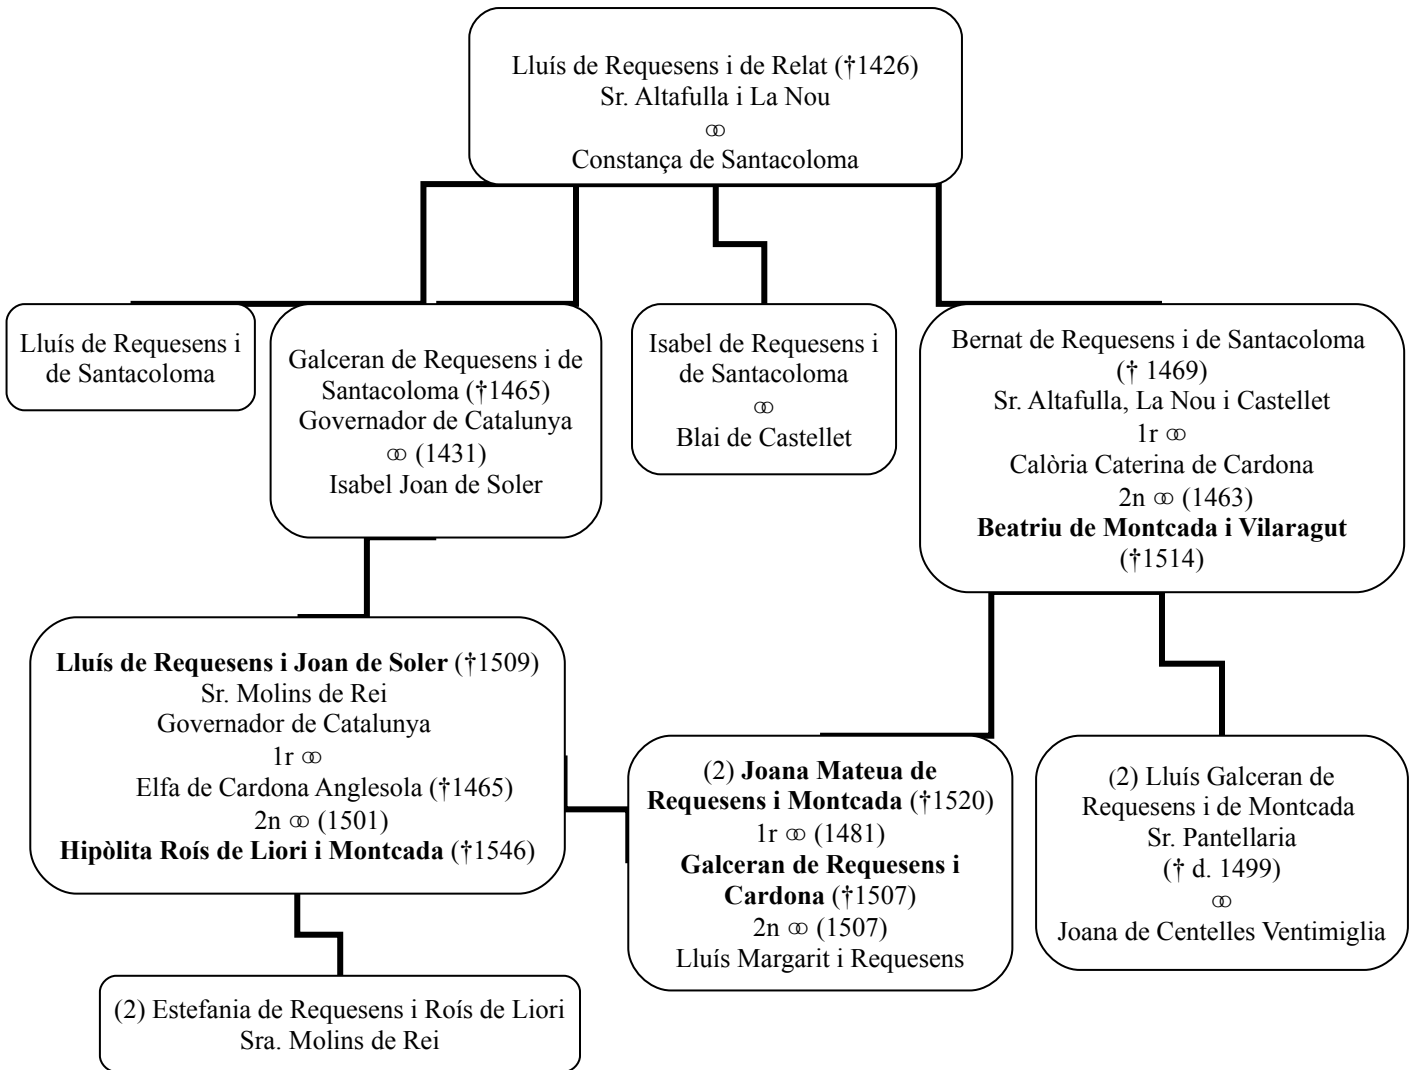 Lluís de Requesens i de Relat (†1426)
Sr. Altafulla i La Nou
⚭
Constança de Santacoloma
Lluís de Requesens i
de Santacoloma
Galceran de Requesens i de
Santacoloma (†1465)
Governador de Catalunya
⚭ (1431)
Isabel Joan de Soler
Isabel de Requesens i
de Santacoloma
⚭
Blai de Castellet
Bernat de Requesens i de Santacoloma
(† 1469)
Sr. Altafulla, La Nou i Castellet
1r ⚭
Calòria Caterina de Cardona
2n ⚭ (1463)
Beatriu de Montcada i Vilaragut
(†1514)
Lluís de Requesens i Joan de Soler (†1509)
Sr. Molins de Rei
Governador de Catalunya
1r ⚭
Elfa de Cardona Anglesola (†1465)
2n ⚭ (1501)
Hipòlita Roís de Liori i Montcada (†1546)
(2) Joana Mateua de
Requesens i Montcada (†1520)
1r ⚭ (1481)
Galceran de Requesens i
Cardona (†1507)
2n ⚭ (1507)
Lluís Margarit i Requesens
(2) Lluís Galceran de
Requesens i de Montcada
Sr. Pantellaria
(† d. 1499)
⚭
Joana de Centelles Ventimiglia
(2) Estefania de Requesens i Roís de Liori
Sra. Molins de Rei